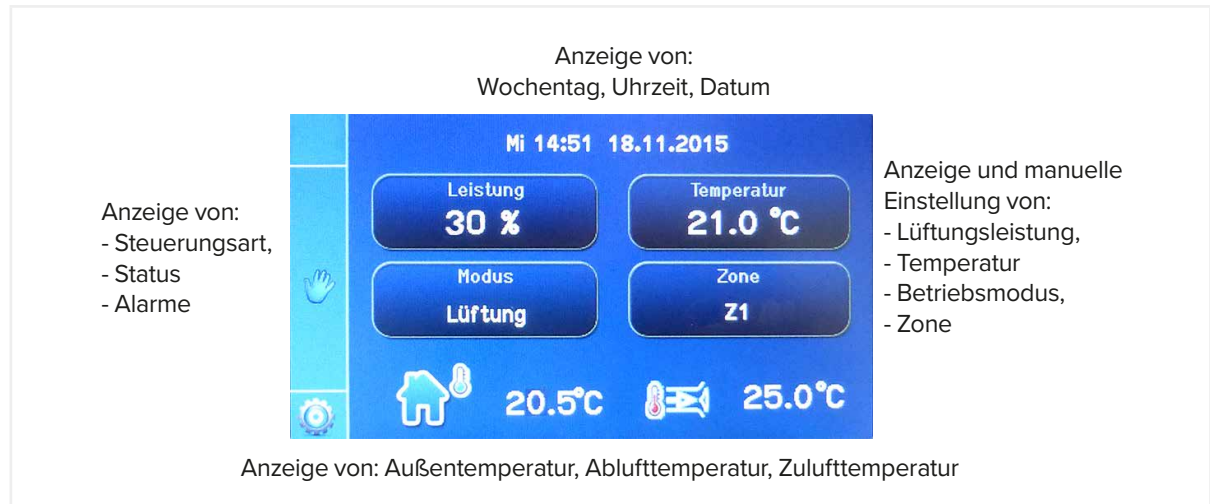 Anzeige von:
Wochentag, Uhrzeit, Datum
Mi 14:51 18.11.2015
Leistung
30 %
Temperatur
21.0 °C
Modus
Lüftung
Zone
Z1
20.5°C
25.0°C
Anzeige von:
- Steuerungsart,
- Status
- Alarme
Anzeige und manuelle
Einstellung von:
- Lüftungsleistung,
- Temperatur
- Betriebsmodus,
- Zone
Anzeige von: Außentemperatur, Ablufttemperatur, Zulufttemperatur